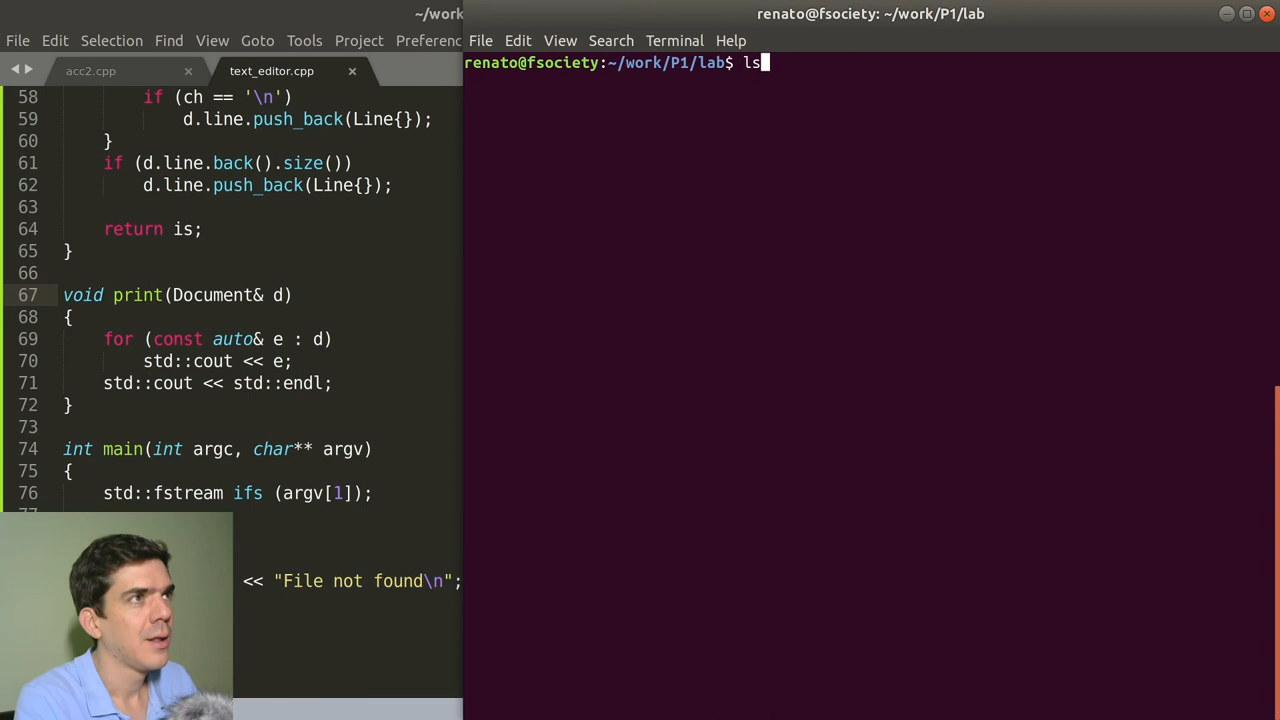 ~/work
File Edit Selection Find View Goto Tools Project Preferenc
acc2.cpp × text_editor.cpp ×
58 if (ch == '\n')
59 d.line.push_back(Line{});
60 }
61 if (d.line.back().size())
62 d.line.push_back(Line{});
63
64 return is;
65 }
66
67 void print(Document& d)
68 {
69 for (const auto& e : d)
70 std::cout << e;
71 std::cout << std::endl;
72 }
73
74 int main(int argc, char** argv)
75 {
76 std::fstream ifs (argv[1]);
<< "File not found\n";
renato@fsociety: ~/work/P1/lab
File Edit View Search Terminal Help
renato@fsociety:~/work/P1/lab$ ls